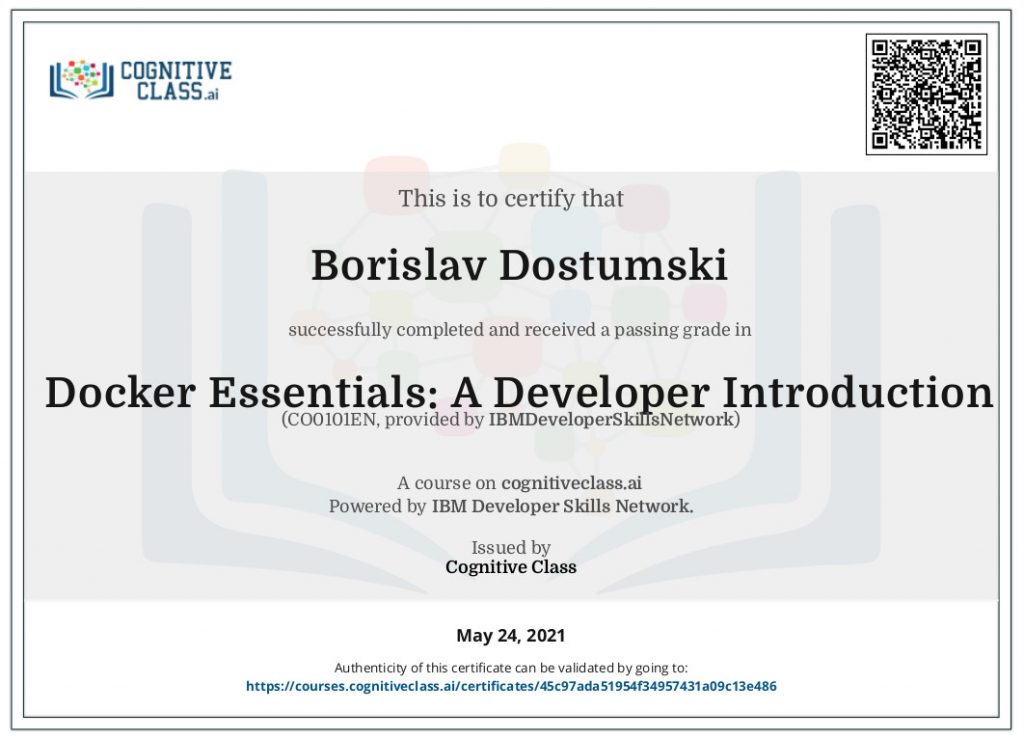 COGNITIVE
CLASS.ai
This is to certify that
Borislav Dostumski
successfully completed and received a passing grade in
Docker Essentials: A Developer Introduction
(CO0101EN, provided by IBMDeveloperSkillsNetwork)
A course on cognitiveclass.ai
Powered by IBM Developer Skills Network.
Issued by
Cognitive Class
May 24, 2021
Authenticity of this certificate can be validated by going to:
https://courses.cognitiveclass.ai/certificates/45c97ada51954f34957431a09c13e486